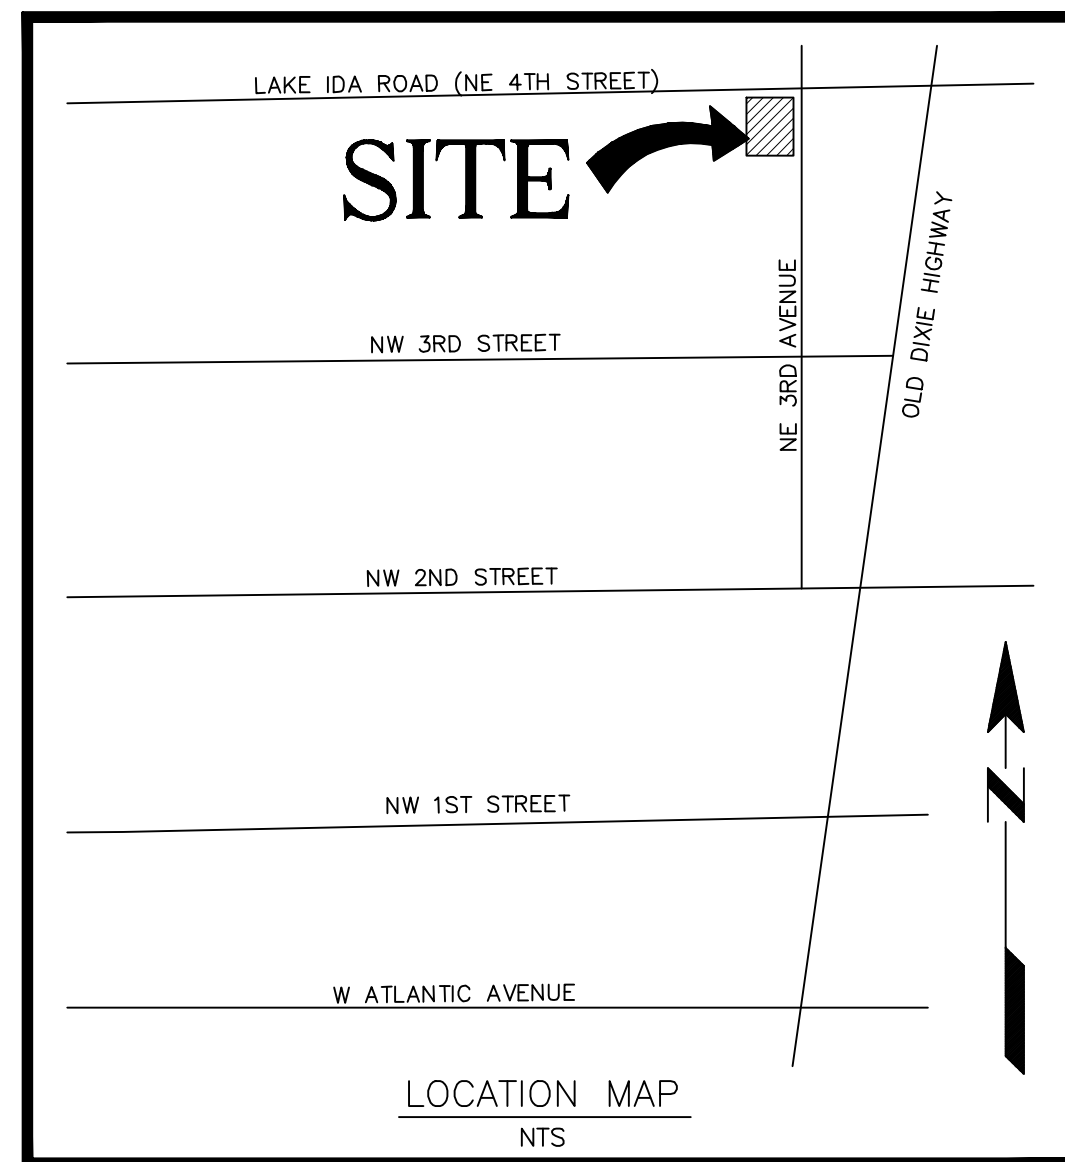 LAKE IDA ROAD (NE 4TH STREET)
SITE
OLD DIXIE HIGHWAY
NE 3RD AVENUE
NW 3RD STREET
NW 2ND STREET
N
NW 1ST STREET
W ATLANTIC AVENUE
LOCATION MAP
NTS